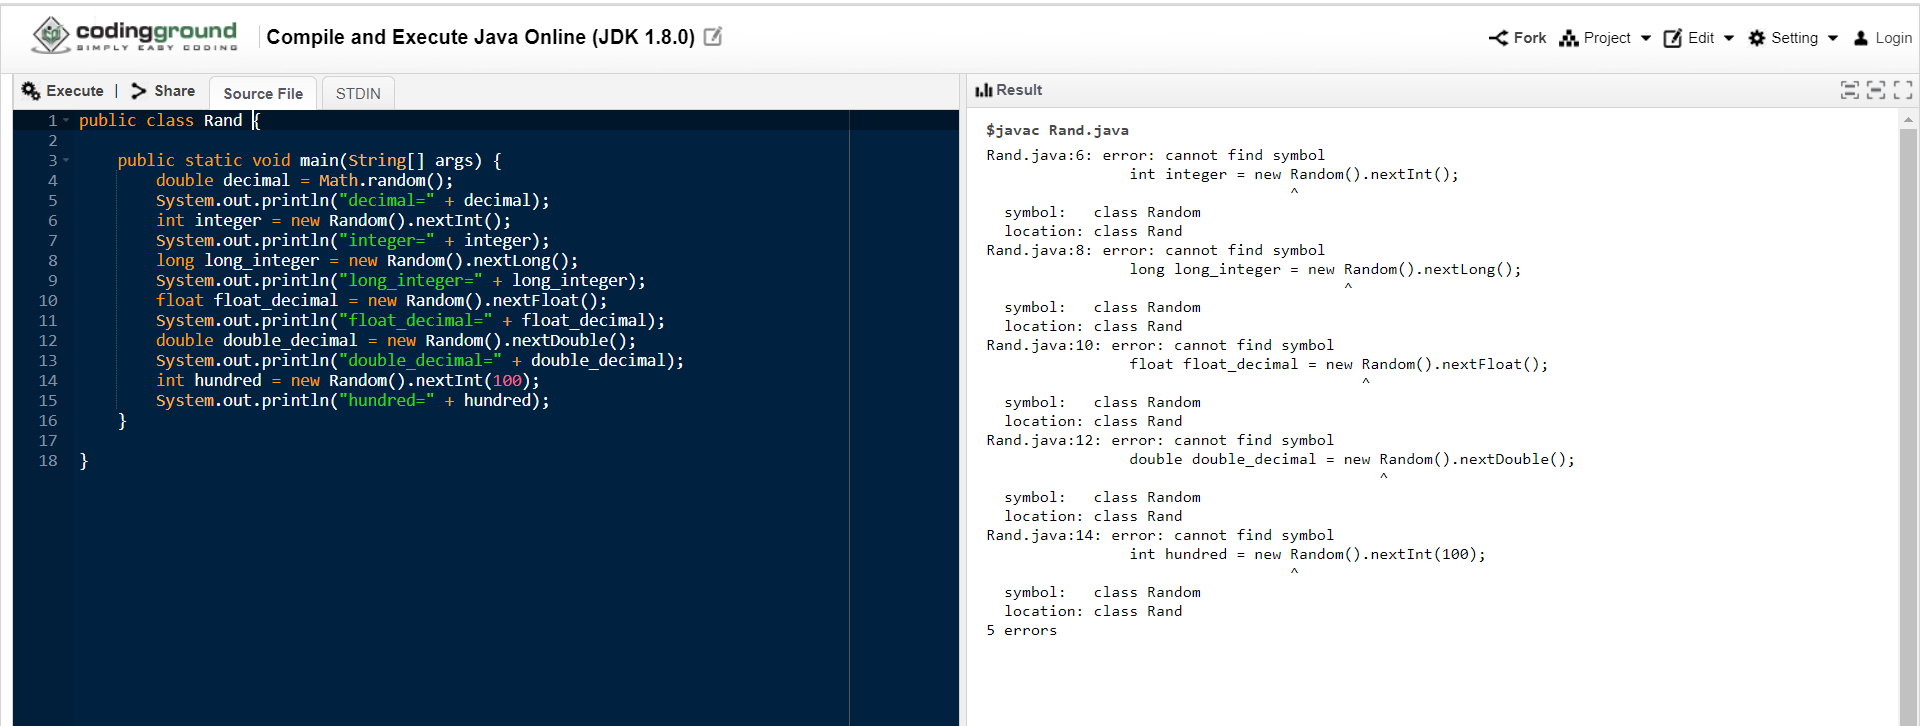 codingground
SIMPLY EASY CODING
Compile and Execute Java Online (JDK 1.8.0)
Fork Project Edit Setting Login
Execute | Share Source File STDIN
1 public class Rand {
2
3 public static void main(String[] args) {
4 double decimal = Math.random();
5 System.out.println("decimal=" + decimal);
6 int integer = new Random().nextInt();
7 System.out.println("integer=" + integer);
8 long long_integer = new Random().nextLong();
9 System.out.println("long_integer=" + long_integer);
10 float float_decimal = new Random().nextFloat();
11 System.out.println("float_decimal=" + float_decimal);
12 double double_decimal = new Random().nextDouble();
13 System.out.println("double_decimal=" + double_decimal);
14 int hundred = new Random().nextInt(100);
15 System.out.println("hundred=" + hundred);
16 }
17
18 }
Result
$javac Rand.java
Rand.java:6: error: cannot find symbol
int integer = new Random().nextInt();
^
symbol: class Random
location: class Rand
Rand.java:8: error: cannot find symbol
long long_integer = new Random().nextLong();
^
symbol: class Random
location: class Rand
Rand.java:10: error: cannot find symbol
float float_decimal = new Random().nextFloat();
^
symbol: class Random
location: class Rand
Rand.java:12: error: cannot find symbol
double double_decimal = new Random().nextDouble();
^
symbol: class Random
location: class Rand
Rand.java:14: error: cannot find symbol
int hundred = new Random().nextInt(100);
^
symbol: class Random
location: class Rand
5 errors